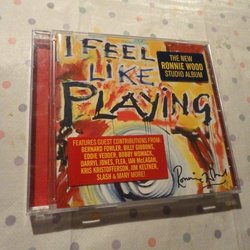 I FEEL
LIKE
PLAYING
THE NEW
RONNIE WOOD
STUDIO ALBUM
FEATURES GUEST CONTRIBUTIONS FROM
BERNARD FOWLER, BILLY GIBBONS,
EDDIE VEDDER, BOBBY WOMACK,
DARRYL JONES, FLEA, IAN McLAGAN,
KRIS KRISTOFFERSON, JIM KELTNER,
SLASH & MANY MORE!